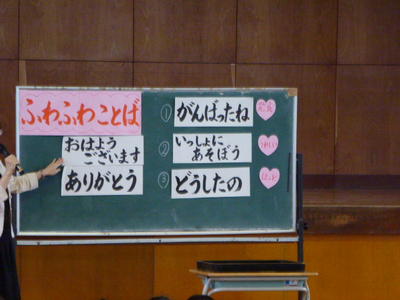 ふわふわことば
おはよう
ございます
ありがとう
① がんばったね
② いっしょに
あそぼう
③ どうしたの